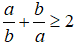 a/b + b/a ≥ 2